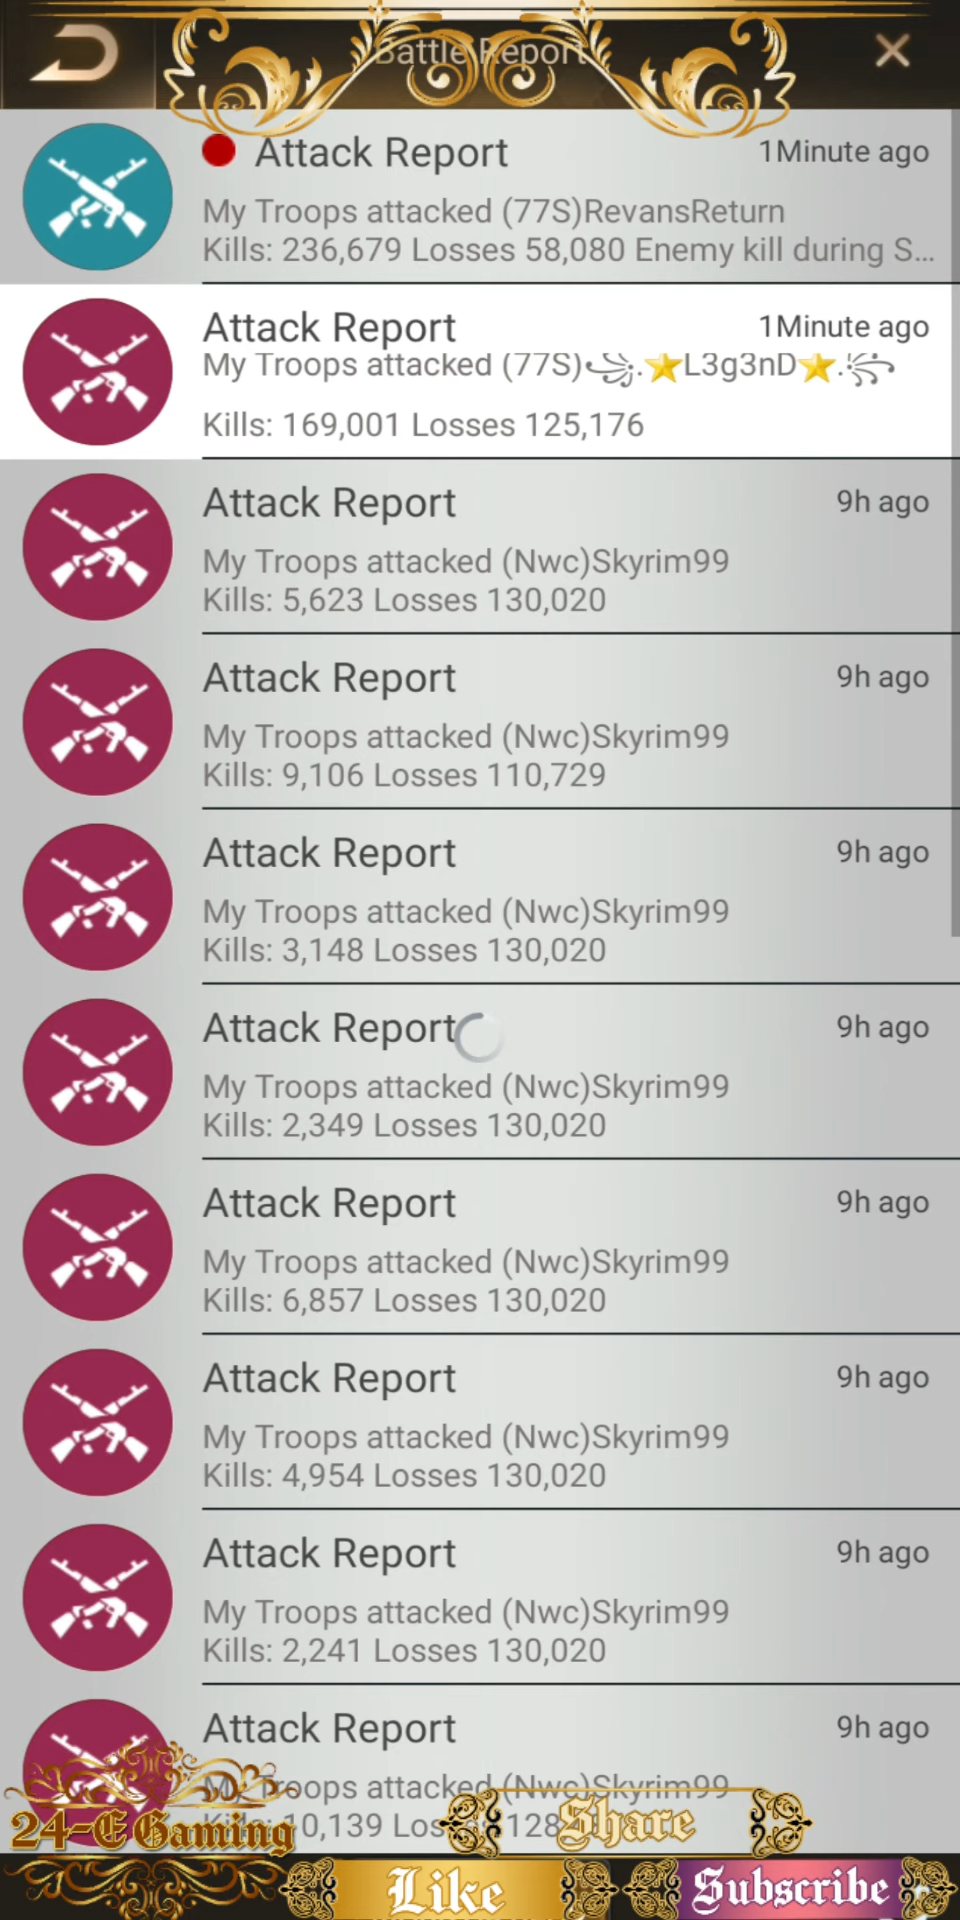 Battle Report
Attack Report 1Minute ago
My Troops attacked (77S)RevansReturn
Kills: 236,679 Losses 58,080 Enemy kill during S...
Attack Report 1Minute ago
My Troops attacked (77S)꧁.⭐L3g3nD⭐.꧂
Kills: 169,001 Losses 125,176
Attack Report 9h ago
My Troops attacked (Nwc)Skyrim99
Kills: 5,623 Losses 130,020
Attack Report 9h ago
My Troops attacked (Nwc)Skyrim99
Kills: 9,106 Losses 110,729
Attack Report 9h ago
My Troops attacked (Nwc)Skyrim99
Kills: 3,148 Losses 130,020
Attack Report 9h ago
My Troops attacked (Nwc)Skyrim99
Kills: 2,349 Losses 130,020
Attack Report 9h ago
My Troops attacked (Nwc)Skyrim99
Kills: 6,857 Losses 130,020
Attack Report 9h ago
My Troops attacked (Nwc)Skyrim99
Kills: 4,954 Losses 130,020
Attack Report 9h ago
My Troops attacked (Nwc)Skyrim99
Kills: 2,241 Losses 130,020
Attack Report 9h ago
My Troops attacked (Nwc)Skyrim99
24-E Gaming
Share
Like
Subscribe